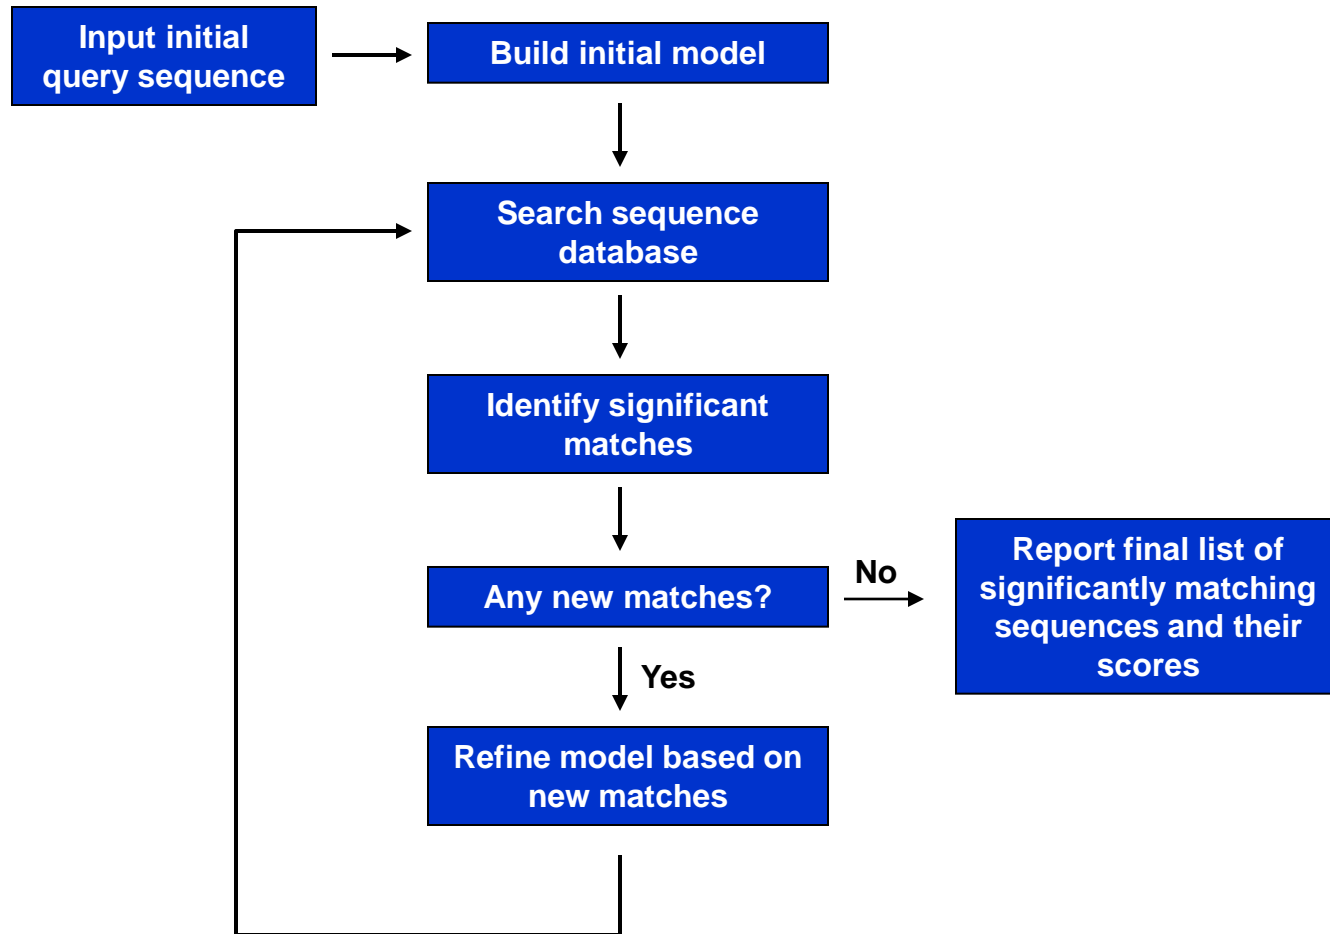 Input initial
query sequence
Build initial model
Search sequence
database
Identify significant
matches
Any new matches?
No
Report final list of
significantly matching
sequences and their
scores
Yes
Refine model based on
new matches